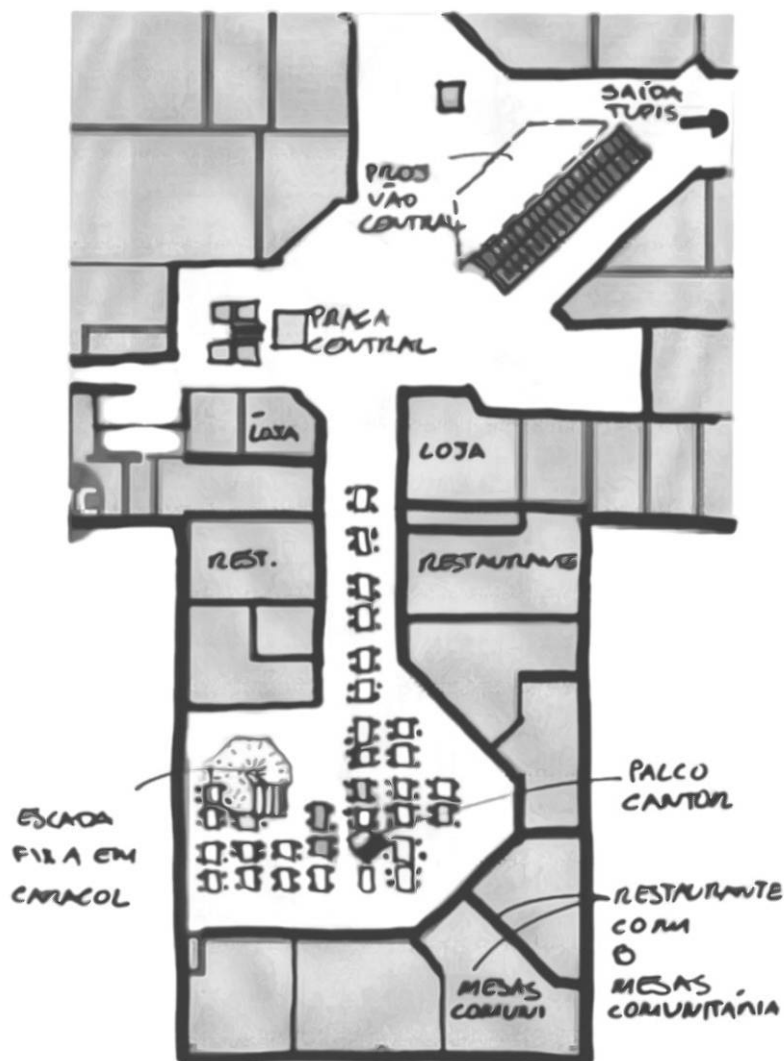 SAÍDA
TUPIS
PROJ
VÃO
CENTRAL
PRAÇA
CENTRAL
LOJA
LOJA
REST.
RESTAURANTE
PALCO
CANTOR
ESCADA
FIXA EM
CARACOL
RESTAURANTE
COM
8
MESAS
COMUNITÁRIA
MESAS
COMUNI